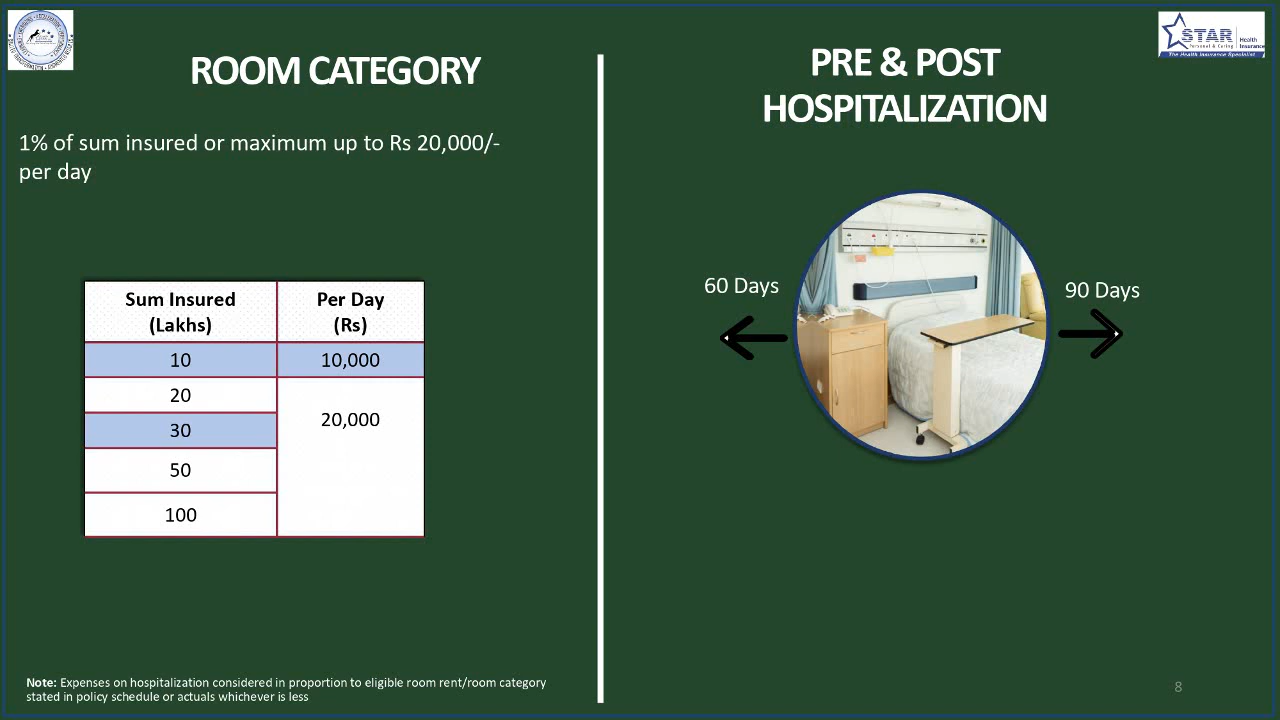 ROOM CATEGORY
1% of sum insured or maximum up to Rs 20,000/-
per day
Sum Insured
(Lakhs)
Per Day
(Rs)
10
10,000
20
20,000
30
50
100
Note: Expenses on hospitalization considered in proportion to eligible room rent/room category
stated in policy schedule or actuals whichever is less
STAR
Health
Insurance
Personal & Caring
The Health Insurance Specialist
PRE & POST
HOSPITALIZATION
60 Days
90 Days
8